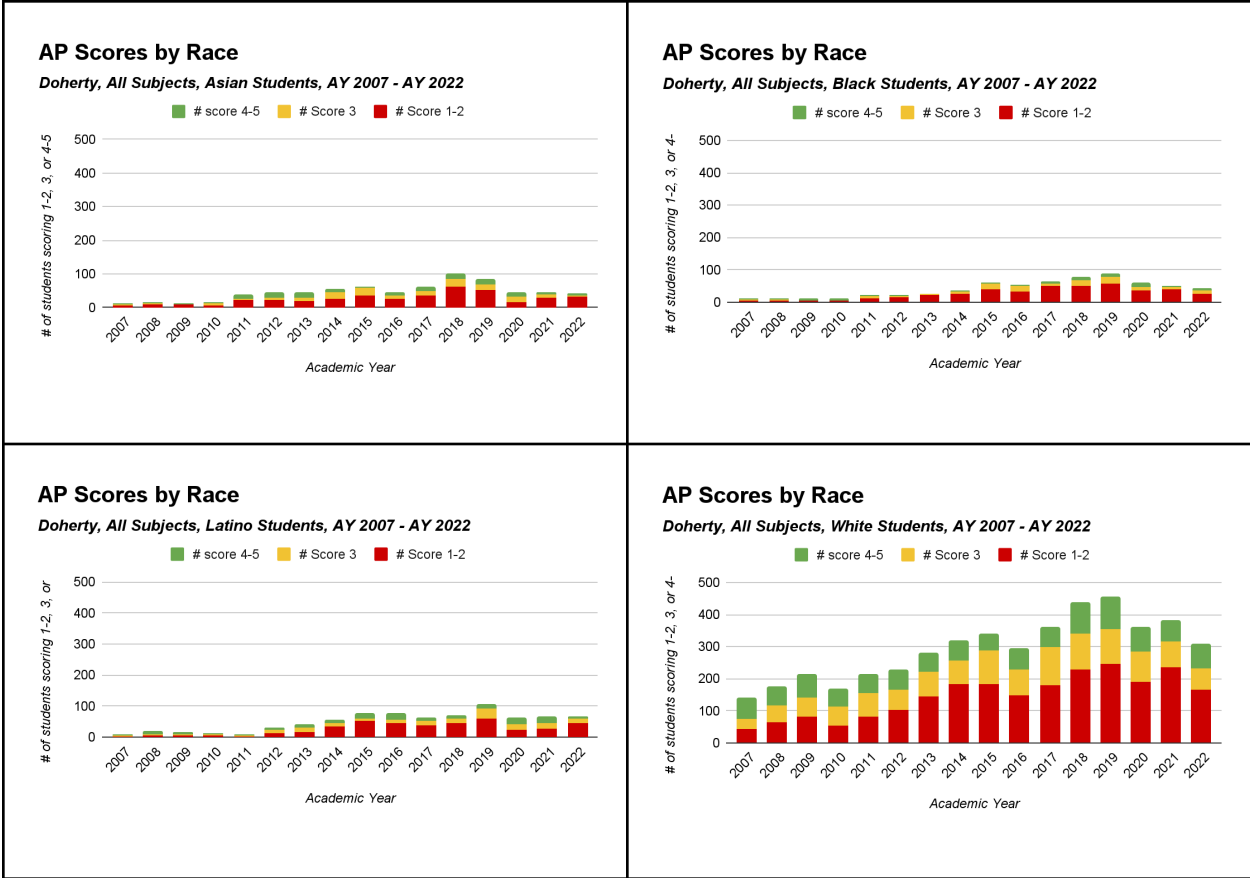 AP Scores by Race
Doherty, All Subjects, Asian Students, AY 2007 - AY 2022
# score 4-5 # Score 3 # Score 1-2
# of students scoring 1-2, 3, or 4-5
500
400
300
200
100
0
2007 2008 2009 2010 2011 2012 2013 2014 2015 2016 2017 2018 2019 2020 2021 2022
Academic Year
AP Scores by Race
Doherty, All Subjects, Black Students, AY 2007 - AY 2022
# score 4-5 # Score 3 # Score 1-2
# of students scoring 1-2, 3, or 4-
500
400
300
200
100
0
2007 2008 2009 2010 2011 2012 2013 2014 2015 2016 2017 2018 2019 2020 2021 2022
Academic Year
AP Scores by Race
Doherty, All Subjects, Latino Students, AY 2007 - AY 2022
# score 4-5 # Score 3 # Score 1-2
# of students scoring 1-2, 3, or
500
400
300
200
100
0
2007 2008 2009 2010 2011 2012 2013 2014 2015 2016 2017 2018 2019 2020 2021 2022
Academic Year
AP Scores by Race
Doherty, All Subjects, White Students, AY 2007 - AY 2022
# score 4-5 # Score 3 # Score 1-2
# of students scoring 1-2, 3, or 4-
500
400
300
200
100
0
2007 2008 2009 2010 2011 2012 2013 2014 2015 2016 2017 2018 2019 2020 2021 2022
Academic Year